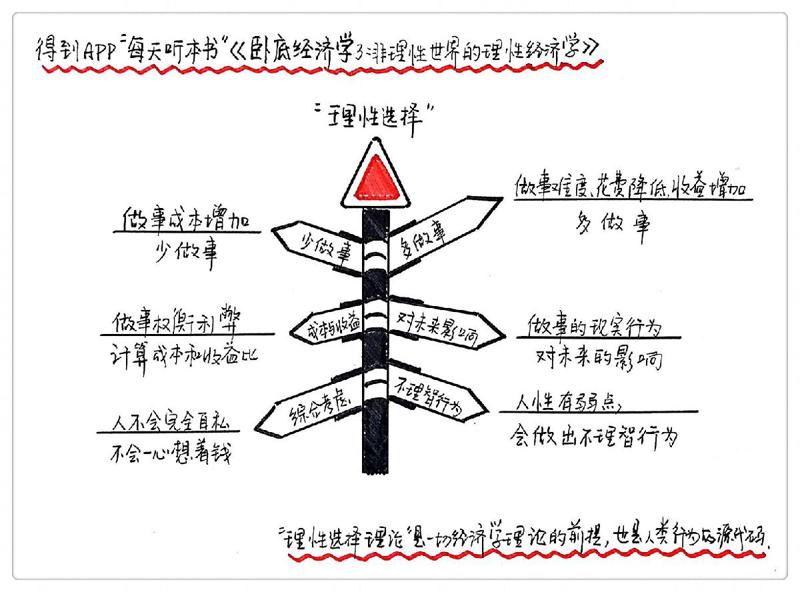 得到APP“每天听本书”《卧底经济学3:非理性世界的理性经济学》
“理性选择”
做事成本增加
少做事
少做事
多做事
做事难度、花费降低,收益增加
多做事
做事权衡利弊
计算成本和收益比
成本与收益
对未来影响
做事的现实行为
对未来的影响
人不会完全自私
不会一心想着钱
综合考虑
不理智行为
人性有弱点,
会做出不理智行为
“理性选择理论”是一切经济学理论的前提,也是人类行为的源代码.